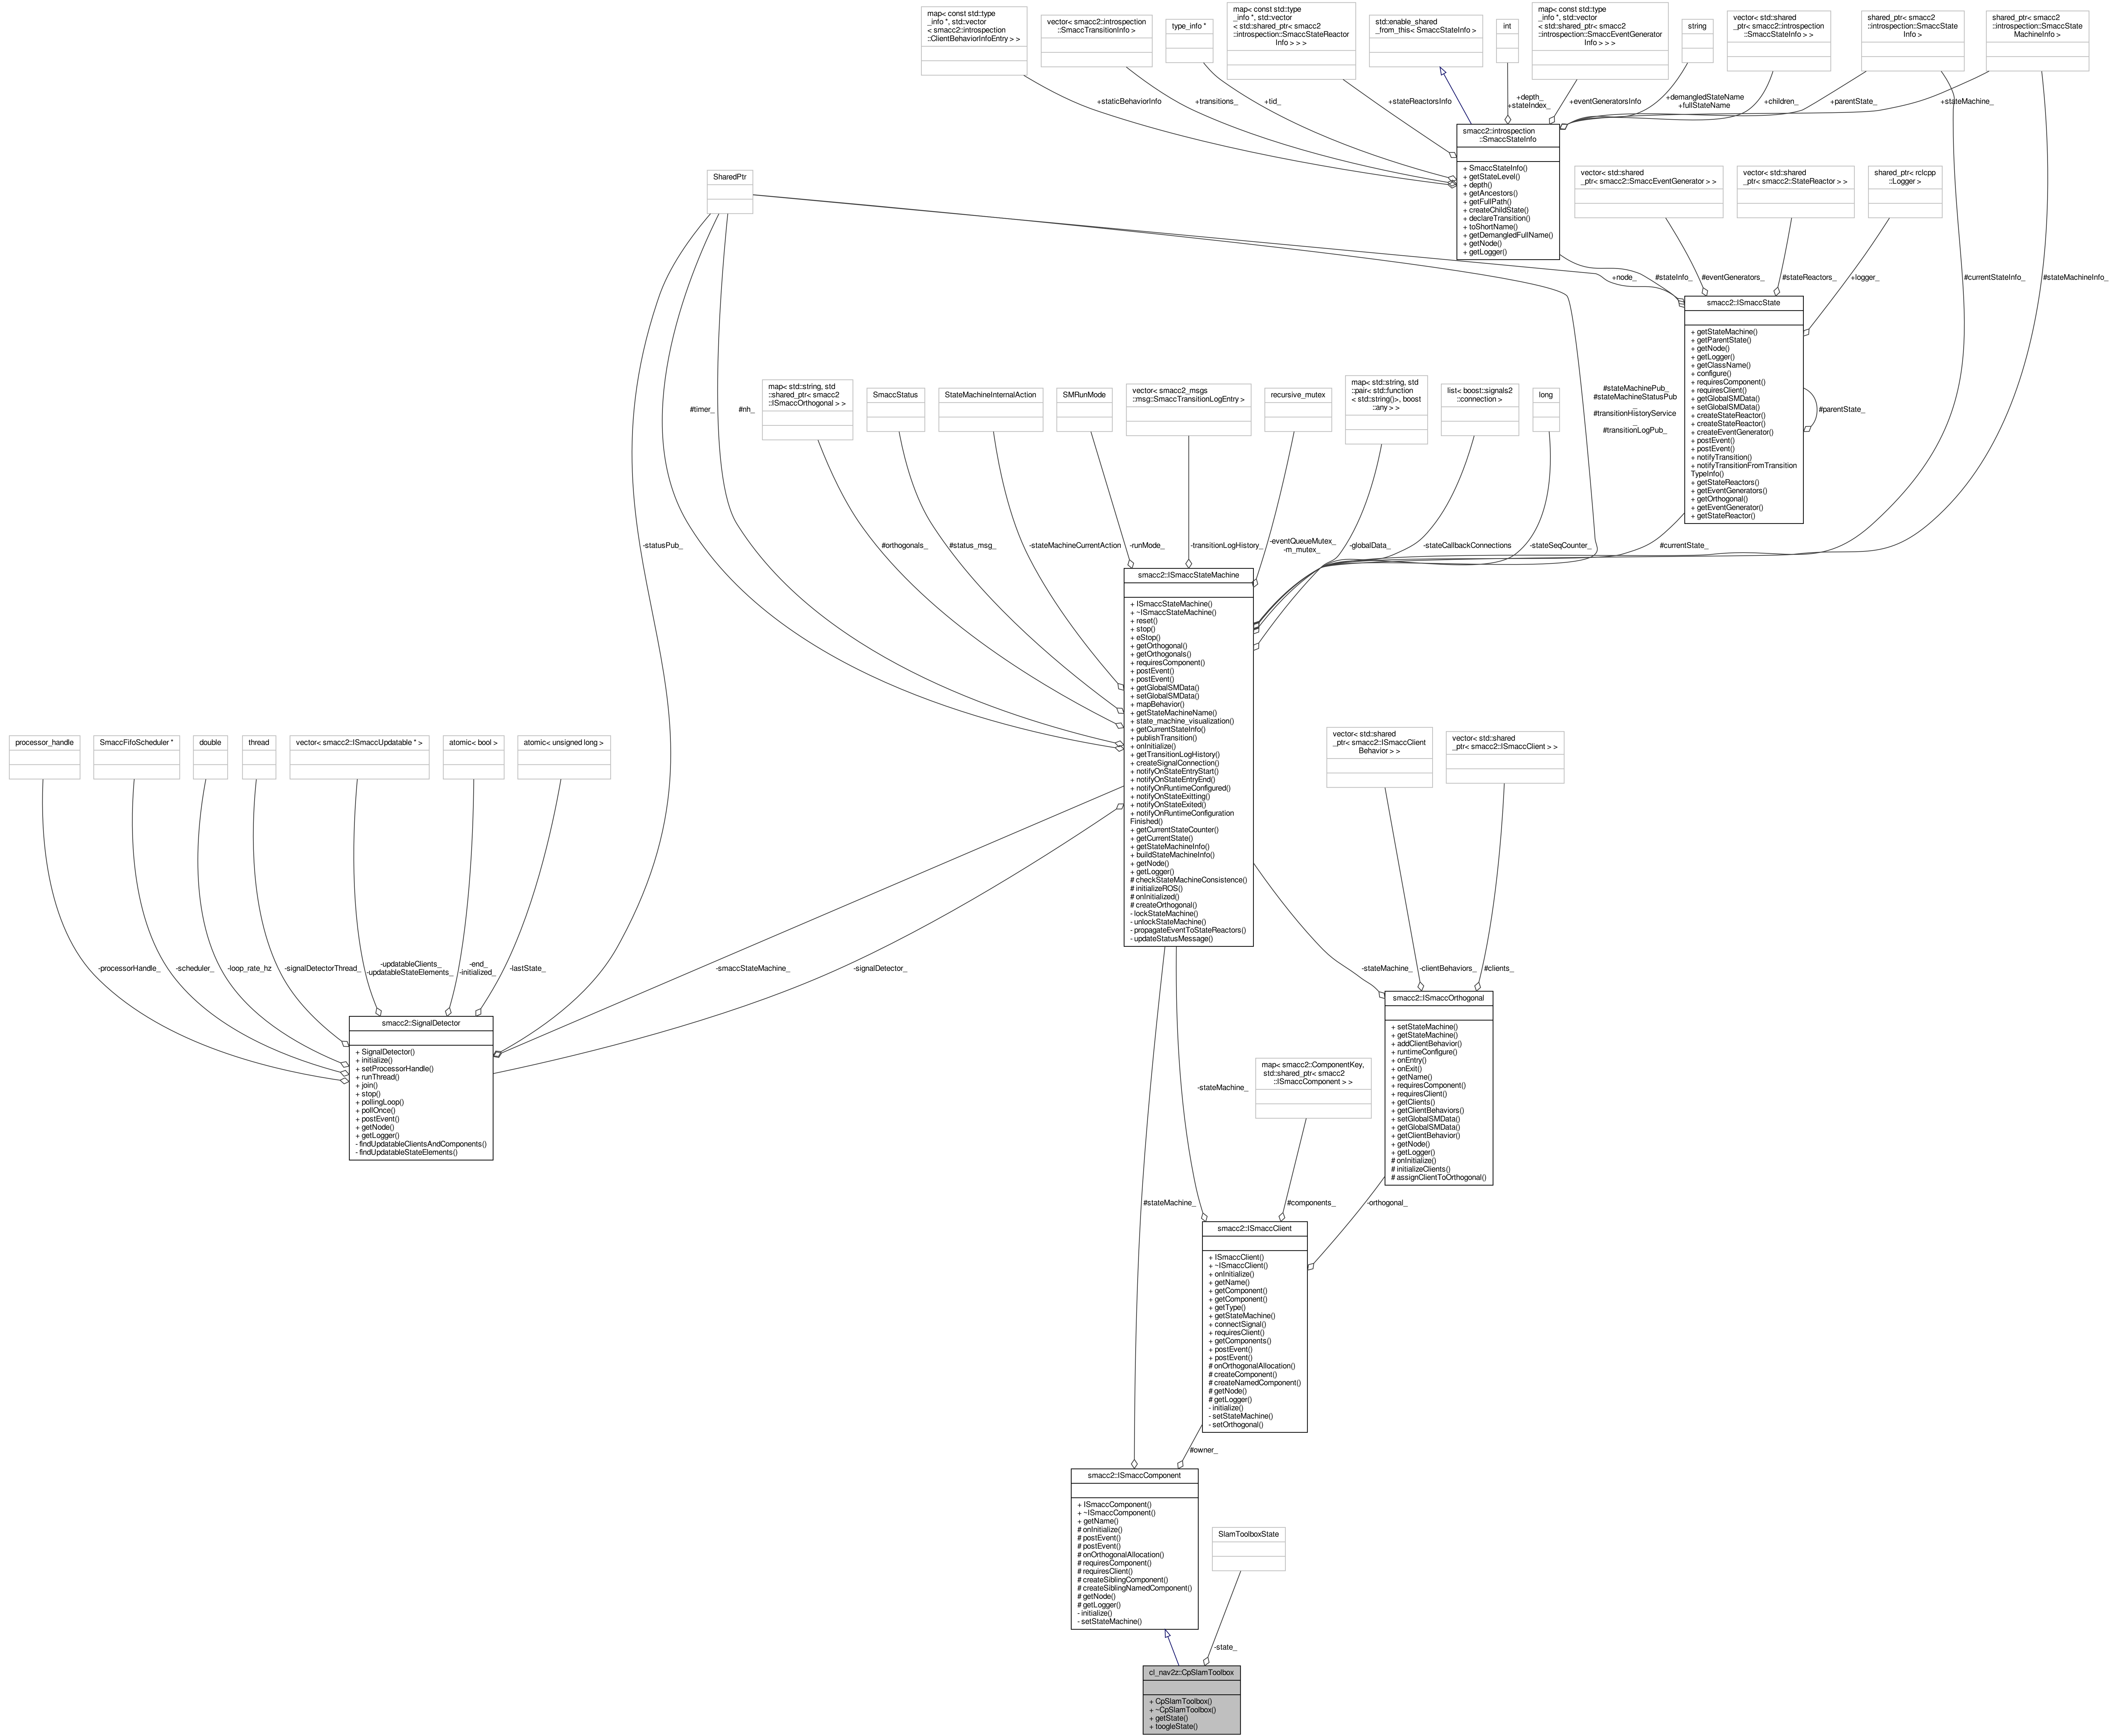 map< const std::type
_info *, std::vector
< smacc2::introspection
::ClientBehaviorInfoEntry > >
vector< smacc2::introspection
::SmaccTransitionInfo >
type_info *
map< const std::type
_info *, std::vector
< std::shared_ptr< smacc2
::introspection::SmaccStateReactor
Info > > >
std::enable_shared
_from_this< SmaccStateInfo >
int
map< const std::type
_info *, std::vector
< std::shared_ptr< smacc2
::introspection::SmaccEventGenerator
Info > > >
string
vector< std::shared
_ptr< smacc2::introspection
::SmaccStateInfo > >
shared_ptr< smacc2
::introspection::SmaccState
Info >
shared_ptr< smacc2
::introspection::SmaccState
MachineInfo >
+staticBehaviorInfo
+transitions_
+tid_
+stateReactorsInfo
+depth_
+stateIndex_
+eventGeneratorsInfo
+demangledStateName
+fullStateName
+children_
+parentState_
+stateMachine_
smacc2::introspection
::SmaccStateInfo
+ SmaccStateInfo()
+ getStateLevel()
+ depth()
+ getAncestors()
+ getFullPath()
+ createChildState()
+ declareTransition()
+ toShortName()
+ getDemangledFullName()
+ getNode()
+ getLogger()
SharedPtr
vector< std::shared
_ptr< smacc2::SmaccEventGenerator > >
vector< std::shared
_ptr< smacc2::StateReactor > >
shared_ptr< rclcpp
::Logger >
+node_
#stateInfo_
#eventGenerators_
#stateReactors_
+logger_
#currentStateInfo_
#stateMachineInfo_
smacc2::ISmaccState
+ getStateMachine()
+ getParentState()
+ getNode()
+ getLogger()
+ getClassName()
+ configure()
+ requiresComponent()
+ requiresClient()
+ getGlobalSMData()
+ setGlobalSMData()
+ createStateReactor()
+ createStateReactor()
+ createEventGenerator()
+ postEvent()
+ postEvent()
+ notifyTransition()
+ notifyTransitionFromTransition
TypeInfo()
+ getStateReactors()
+ getEventGenerators()
+ getOrthogonal()
+ getEventGenerator()
+ getStateReactor()
#parentState_
#timer_
#nh_
map< std::string, std
::shared_ptr< smacc2
::ISmaccOrthogonal > >
SmaccStatus
StateMachineInternalAction
SMRunMode
vector< smacc2_msgs
::msg::SmaccTransitionLogEntry >
recursive_mutex
map< std::string, std
::pair< std::function
< std::string()>, boost
::any > >
list< boost::signals2
::connection >
long
#stateMachinePub_
#stateMachineStatusPub
_
#transitionHistoryService
_
#transitionLogPub_
-statusPub_
#orthogonals_
#status_msg_
-stateMachineCurrentAction
-runMode_
-transitionLogHistory_
-eventQueueMutex_
-m_mutex_
-globalData_
-stateCallbackConnections
-stateSeqCounter_
#currentState_
smacc2::ISmaccStateMachine
+ ISmaccStateMachine()
+ ~ISmaccStateMachine()
+ reset()
+ stop()
+ eStop()
+ getOrthogonal()
+ getOrthogonals()
+ requiresComponent()
+ postEvent()
+ postEvent()
+ getGlobalSMData()
+ setGlobalSMData()
+ mapBehavior()
+ getStateMachineName()
+ state_machine_visualization()
+ getCurrentStateInfo()
+ publishTransition()
+ onInitialize()
+ getTransitionLogHistory()
+ createSignalConnection()
+ notifyOnStateEntryStart()
+ notifyOnStateEntryEnd()
+ notifyOnRuntimeConfigured()
+ notifyOnStateExitting()
+ notifyOnStateExited()
+ notifyOnRuntimeConfiguration
Finished()
+ getCurrentStateCounter()
+ getCurrentState()
+ getStateMachineInfo()
+ buildStateMachineInfo()
+ getNode()
+ getLogger()
# checkStateMachineConsistence()
# initializeROS()
# onInitialized()
# createOrthogonal()
- lockStateMachine()
- unlockStateMachine()
- propagateEventToStateReactors()
- updateStatusMessage()
processor_handle
SmaccFifoScheduler *
double
thread
vector< smacc2::ISmaccUpdatable * >
atomic< bool >
atomic< unsigned long >
vector< std::shared
_ptr< smacc2::ISmaccClient
Behavior > >
vector< std::shared
_ptr< smacc2::ISmaccClient > >
-processorHandle_
-scheduler_
-loop_rate_hz
-signalDetectorThread_
-updatableClients_
-updatableStateElements_
-end_
-initialized_
-lastState_
-smaccStateMachine_
-signalDetector_
-stateMachine_
-clientBehaviors_
#clients_
smacc2::SignalDetector
+ SignalDetector()
+ initialize()
+ setProcessorHandle()
+ runThread()
+ join()
+ stop()
+ pollingLoop()
+ pollOnce()
+ postEvent()
+ getNode()
+ getLogger()
- findUpdatableClientsAndComponents()
- findUpdatableStateElements()
smacc2::ISmaccOrthogonal
+ setStateMachine()
+ getStateMachine()
+ addClientBehavior()
+ runtimeConfigure()
+ onEntry()
+ onExit()
+ getName()
+ requiresComponent()
+ requiresClient()
+ getClients()
+ getClientBehaviors()
+ setGlobalSMData()
+ getGlobalSMData()
+ getClientBehavior()
+ getNode()
+ getLogger()
# onInitialize()
# initializeClients()
# assignClientToOrthogonal()
map< smacc2::ComponentKey,
std::shared_ptr< smacc2
::ISmaccComponent > >
-stateMachine_
#stateMachine_
#components_
-orthogonal_
smacc2::ISmaccClient
+ ISmaccClient()
+ ~ISmaccClient()
+ onInitialize()
+ getName()
+ getComponent()
+ getComponent()
+ getType()
+ getStateMachine()
+ connectSignal()
+ requiresClient()
+ getComponents()
+ postEvent()
+ postEvent()
# onOrthogonalAllocation()
# createComponent()
# createNamedComponent()
# getNode()
# getLogger()
- initialize()
- setStateMachine()
- setOrthogonal()
#owner_
smacc2::ISmaccComponent
+ ISmaccComponent()
+ ~ISmaccComponent()
+ getName()
# onInitialize()
# postEvent()
# postEvent()
# onOrthogonalAllocation()
# requiresComponent()
# requiresClient()
# createSiblingComponent()
# createSiblingNamedComponent()
# getNode()
# getLogger()
- initialize()
- setStateMachine()
SlamToolboxState
-state_
cl_nav2z::CpSlamToolbox
+ CpSlamToolbox()
+ ~CpSlamToolbox()
+ getState()
+ toogleState()